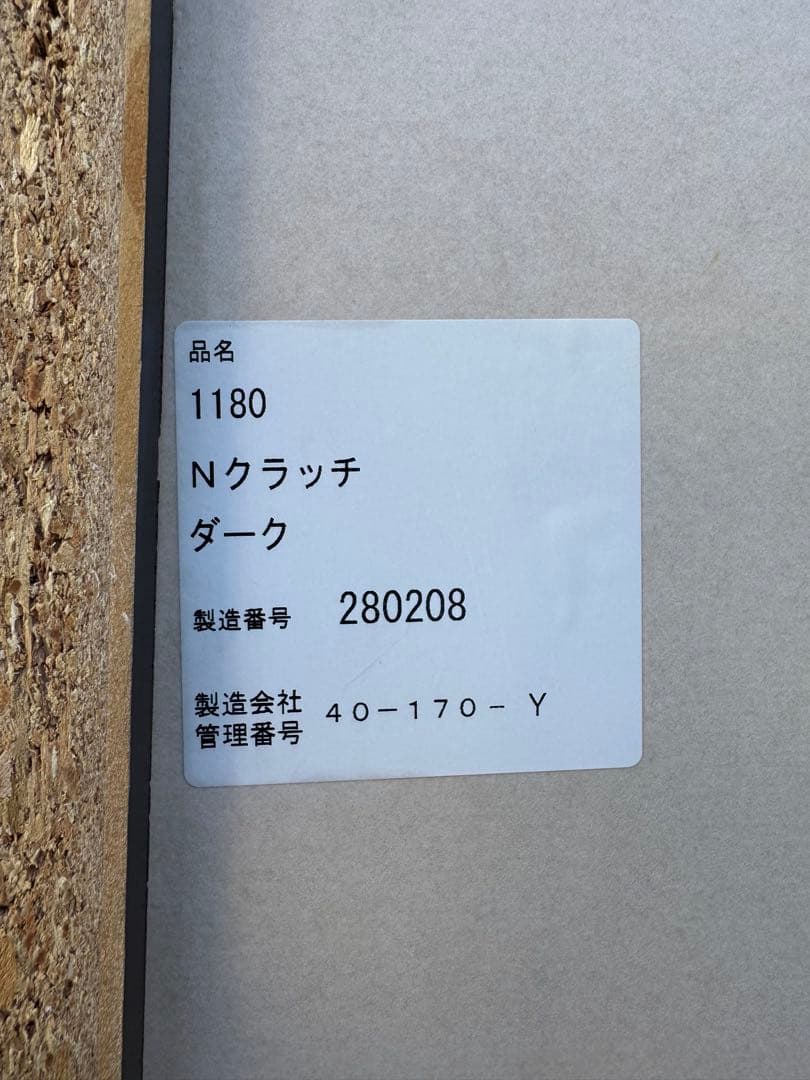 品名
1180
Nクラッチ
ダーク
製造番号 280208
製造会社
管理番号 40-170- Y